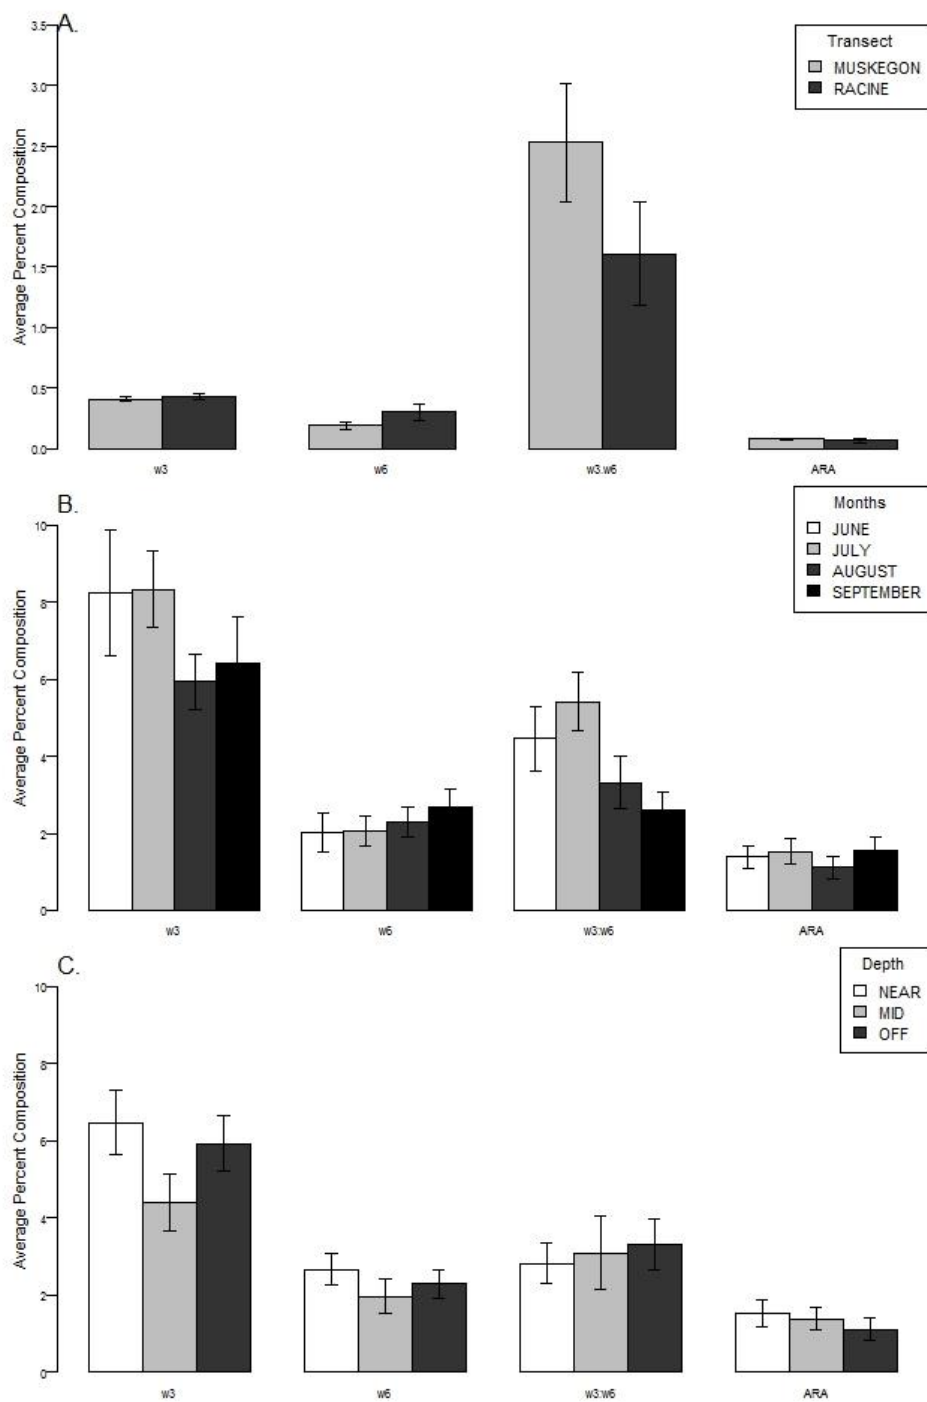 A.
Transect
MUSKEGON
RACINE
Average Percent Composition
3.5
3.0
2.5
2.0
1.5
1.0
0.5
0.0
w3
w6
w3.w6
ARA
B.
Months
JUNE
JULY
AUGUST
SEPTEMBER
Average Percent Composition
10
8
6
4
2
0
w3
w6
w3:w6
ARA
C.
Depth
NEAR
MID
OFF
Average Percent Composition
10
8
6
4
2
0
w3
w6
w3:w6
ARA